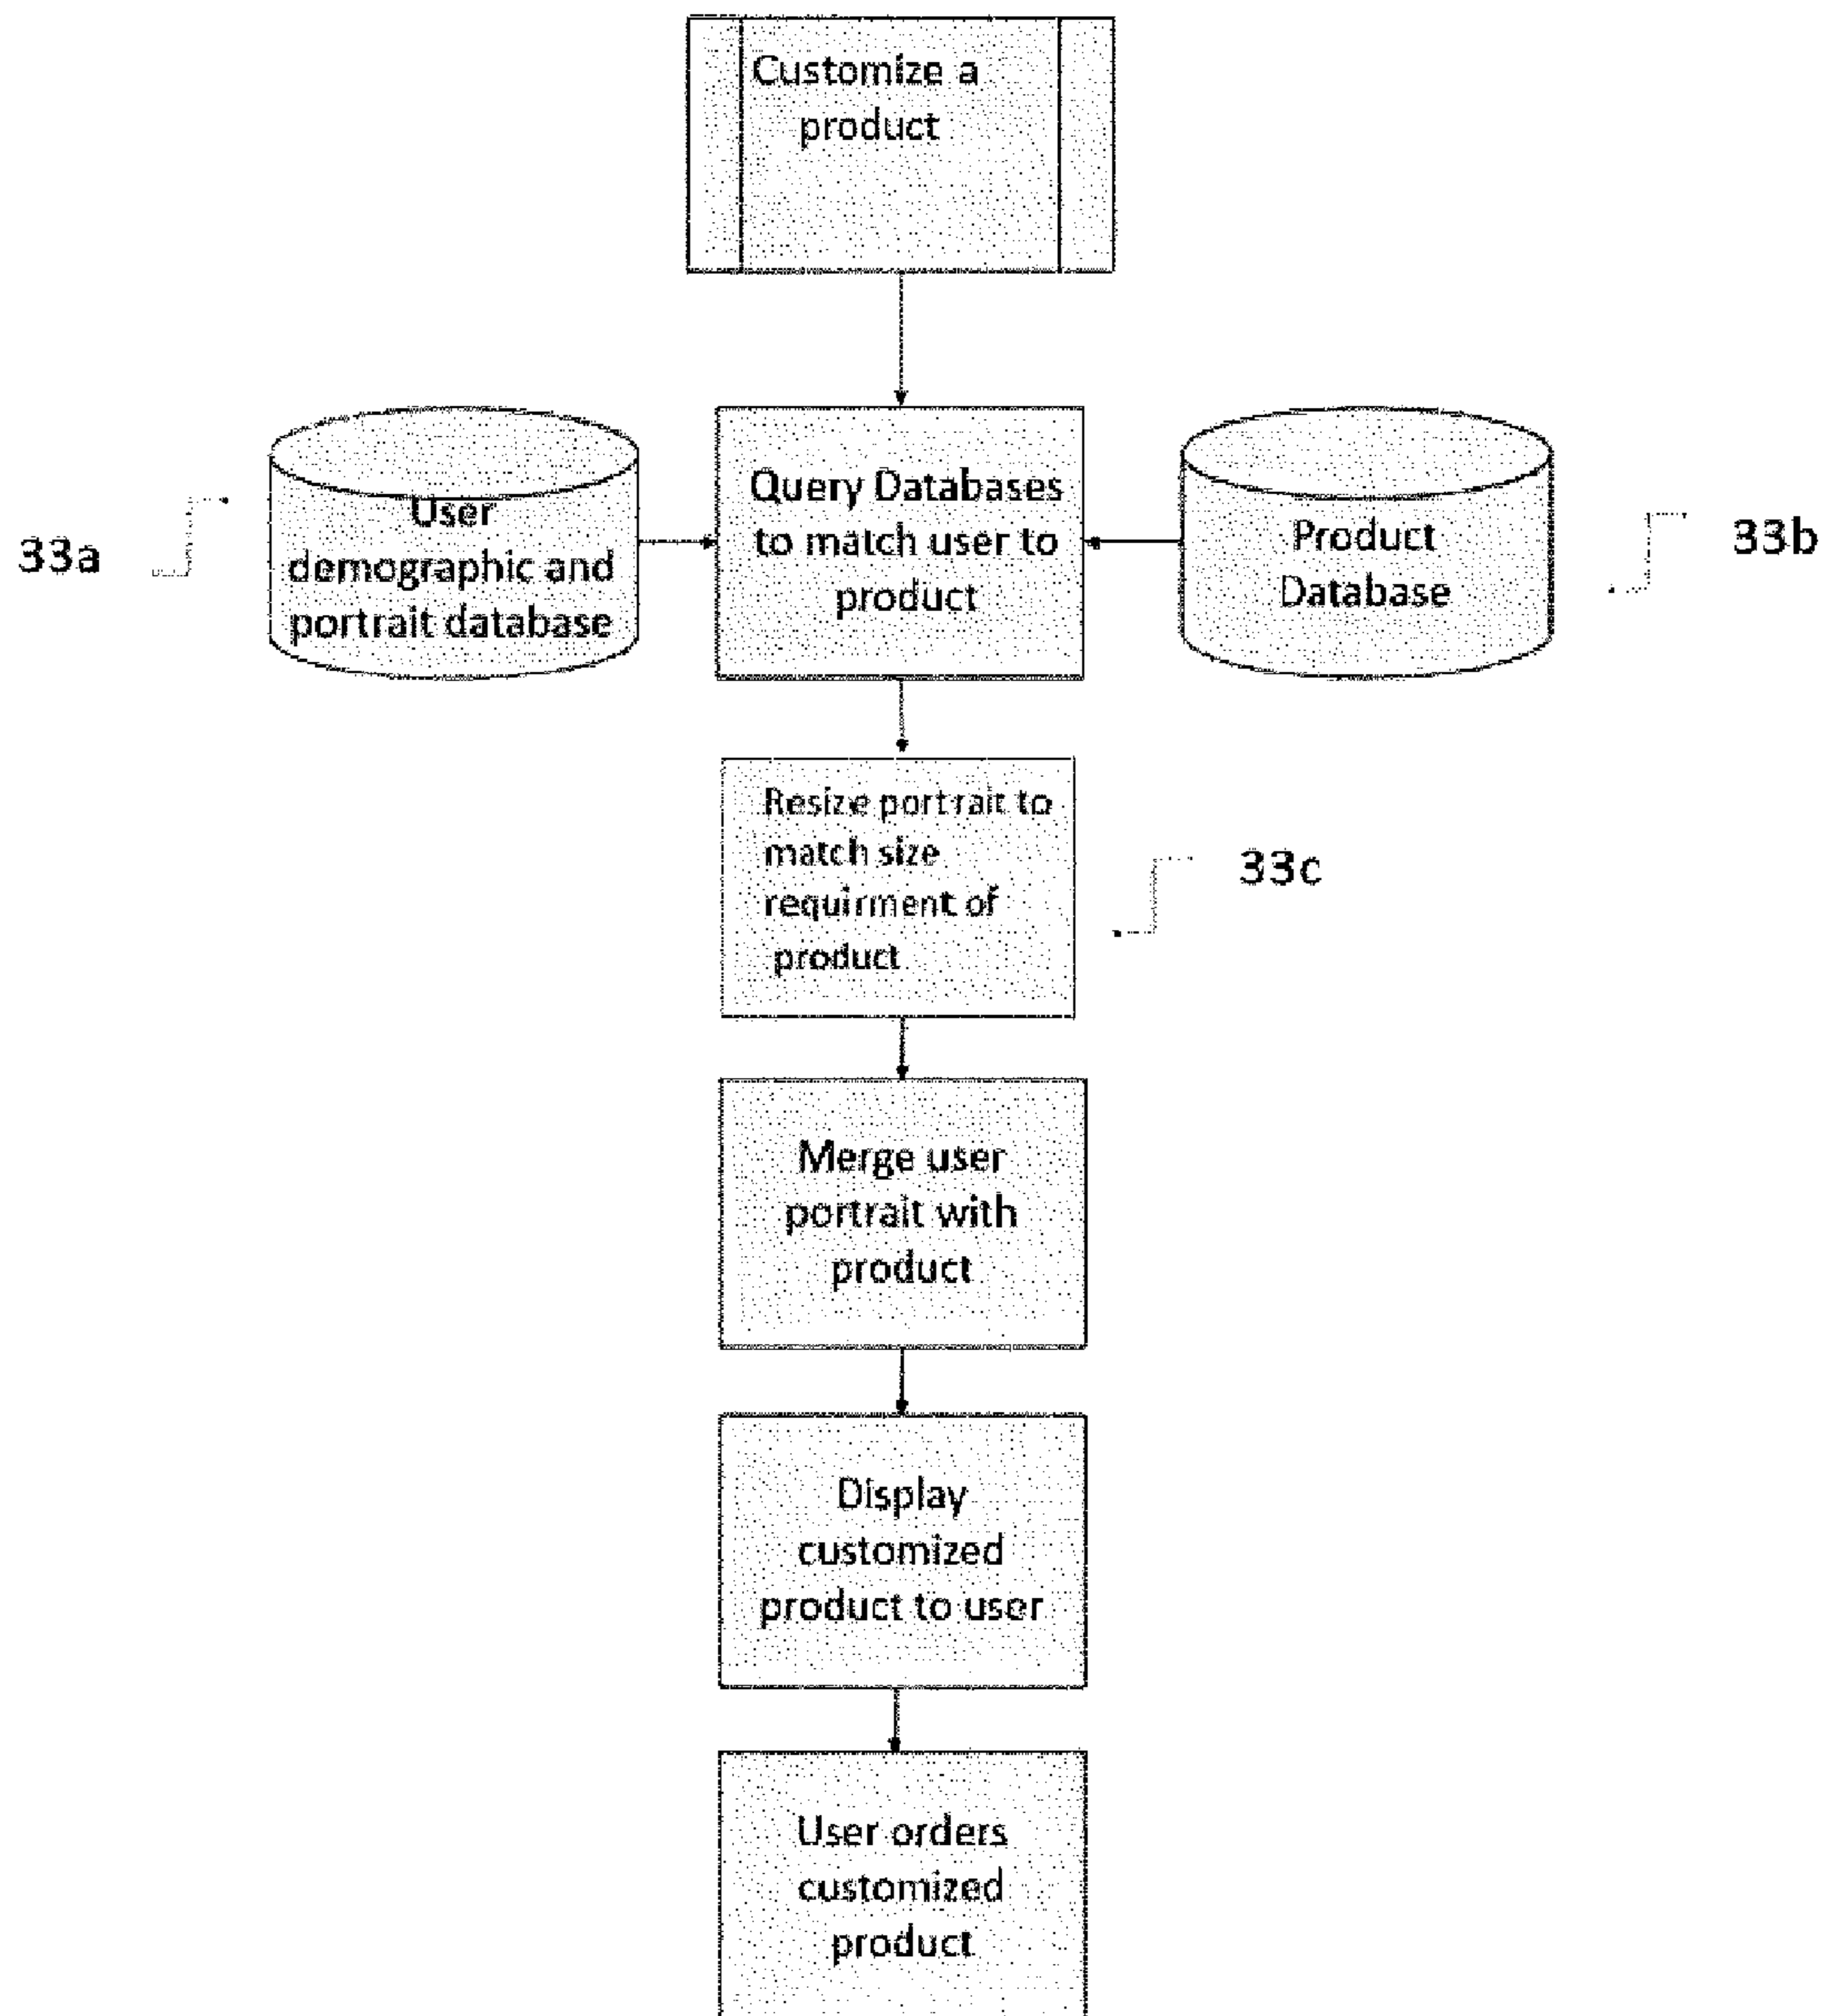 Customize a
product
33a
User
demographic and
portrait database
Query Databases
to match user to
product
Product
Database
33b
Resize portrait to
match size
requirment of
product
33c
Merge user
portrait with
product
Display
customized
product to user
User orders
customized
product